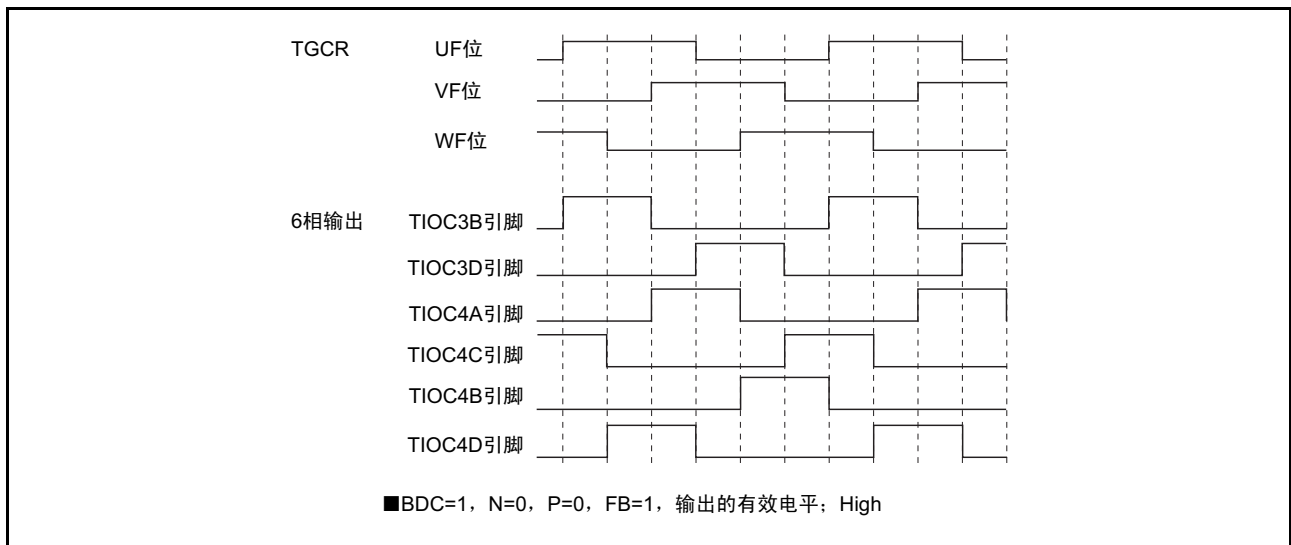 TGCR UF位
VF位
WF位
6相输出 TIOC3B引脚
TIOC3D引脚
TIOC4A引脚
TIOC4C引脚
TIOC4B引脚
TIOC4D引脚
■BDC=1，N=0，P=0，FB=1，输出的有效电平；High